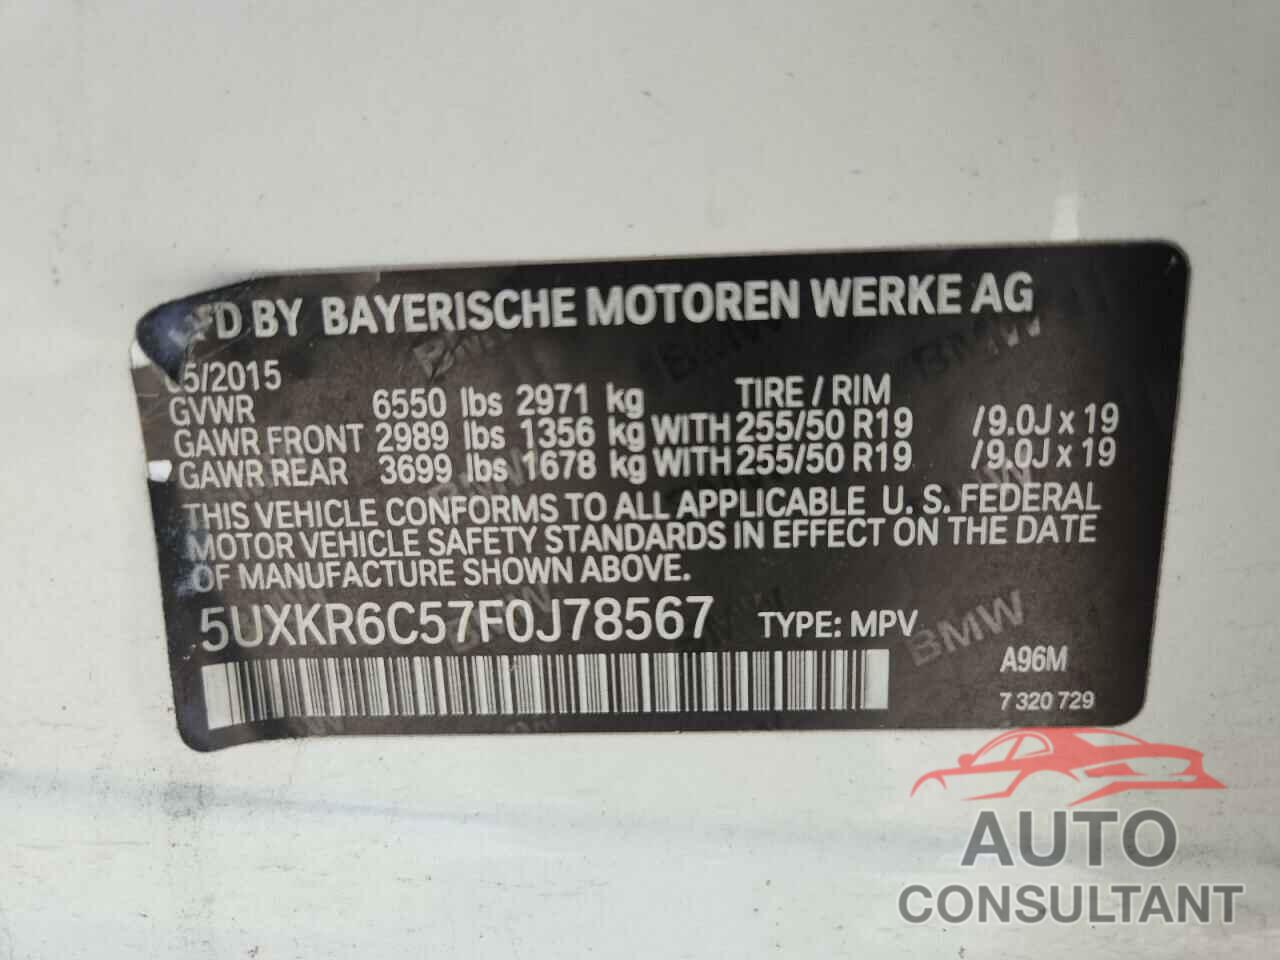 FD BY BAYERISCHE MOTOREN WERKE AG
5/2015
GVWR 6550 lbs 2971 kg TIRE / RIM
GAWR FRONT 2989 lbs 1356 kg WITH 255/50 R19 / 9.0J x 19
GAWR REAR 3699 lbs 1678 kg WITH 255/50 R19 / 9.0J x 19
THIS VEHICLE CONFORMS TO ALL APPLICABLE U. S. FEDERAL
MOTOR VEHICLE SAFETY STANDARDS IN EFFECT ON THE DATE
OF MANUFACTURE SHOWN ABOVE.
5UXKR6C57F0J78567 TYPE: MPV
A96M
7 320 729
AUTO
CONSULTANT